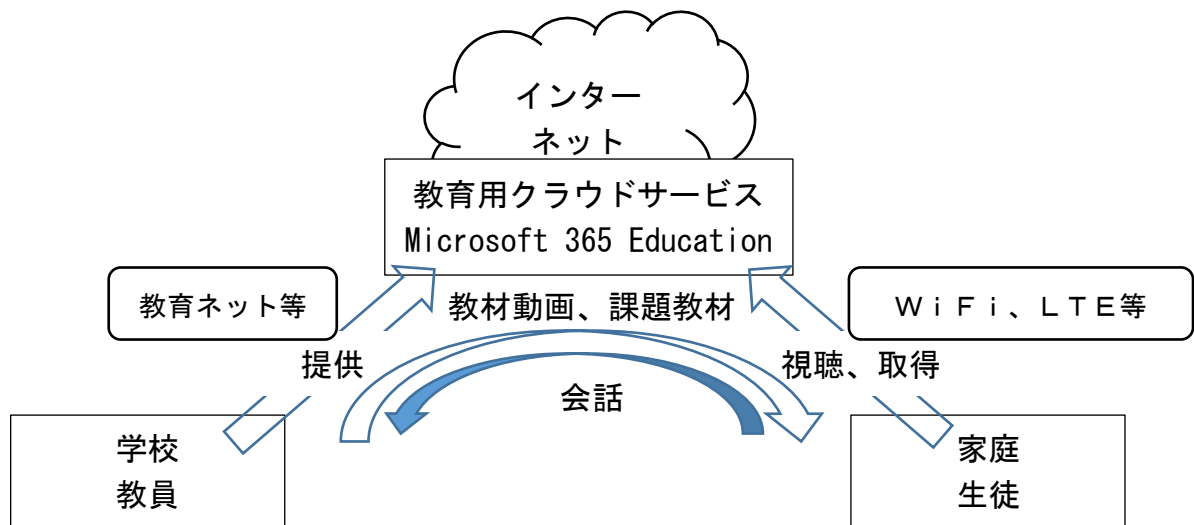 インター
ネット
教育用クラウドサービス
Microsoft 365 Education
教育ネット等
教材動画、課題教材
ＷｉＦｉ、ＬＴＥ等
提供
視聴、取得
会話
学校
教員
家庭
生徒